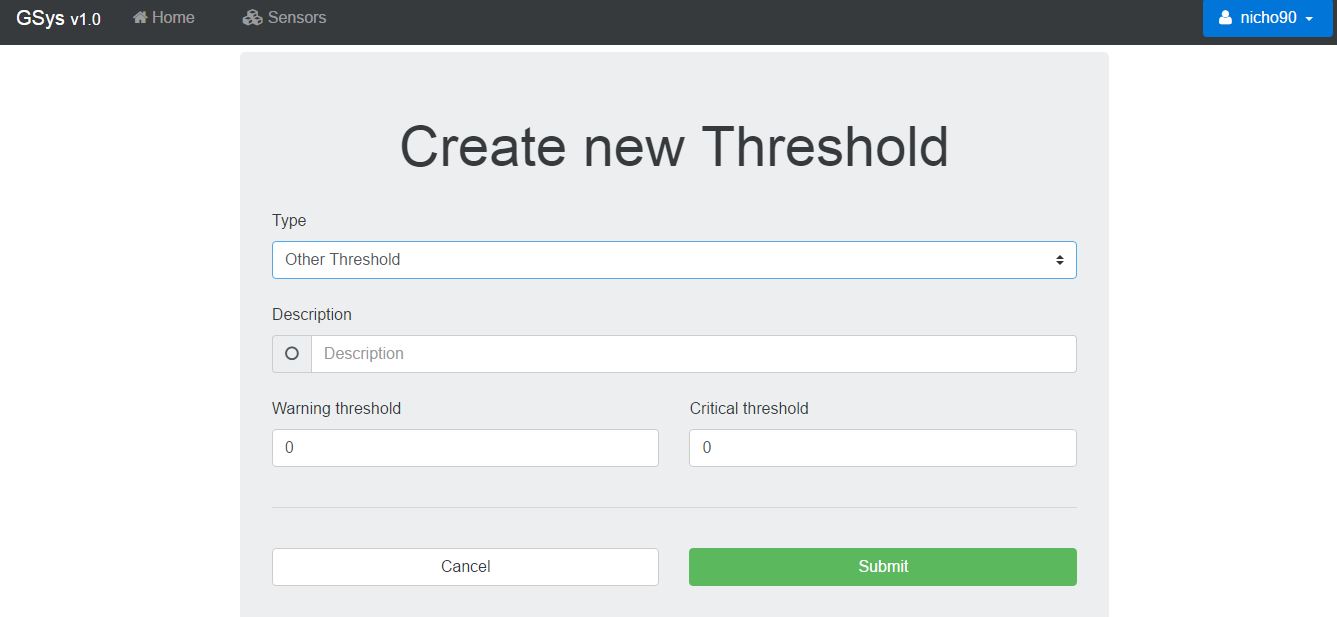 GSys v1.0 Home Sensors nicho90
Create new Threshold
Type
Other Threshold
Description
Description
Warning threshold Critical threshold
0 0
Cancel Submit